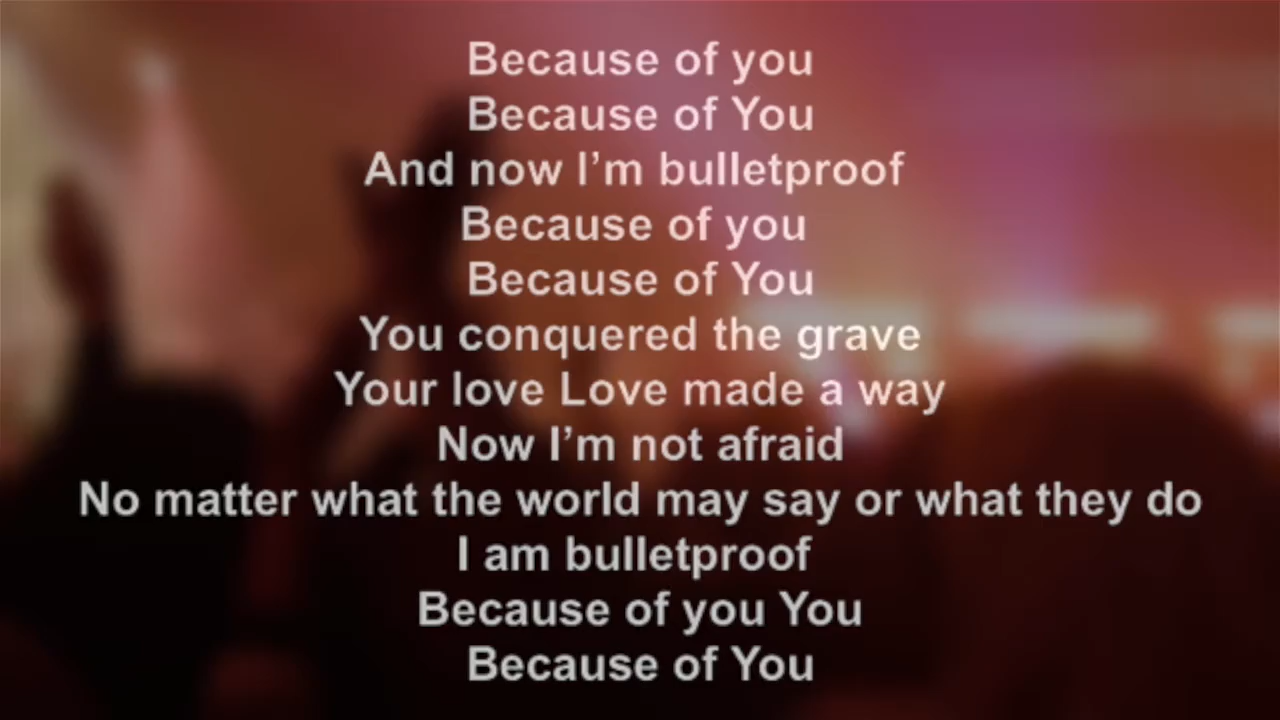 Because of you
Because of You
And now I’m bulletproof
Because of you
Because of You
You conquered the grave
Your love Love made a way
Now I’m not afraid
No matter what the world may say or what they do
I am bulletproof
Because of you You
Because of You